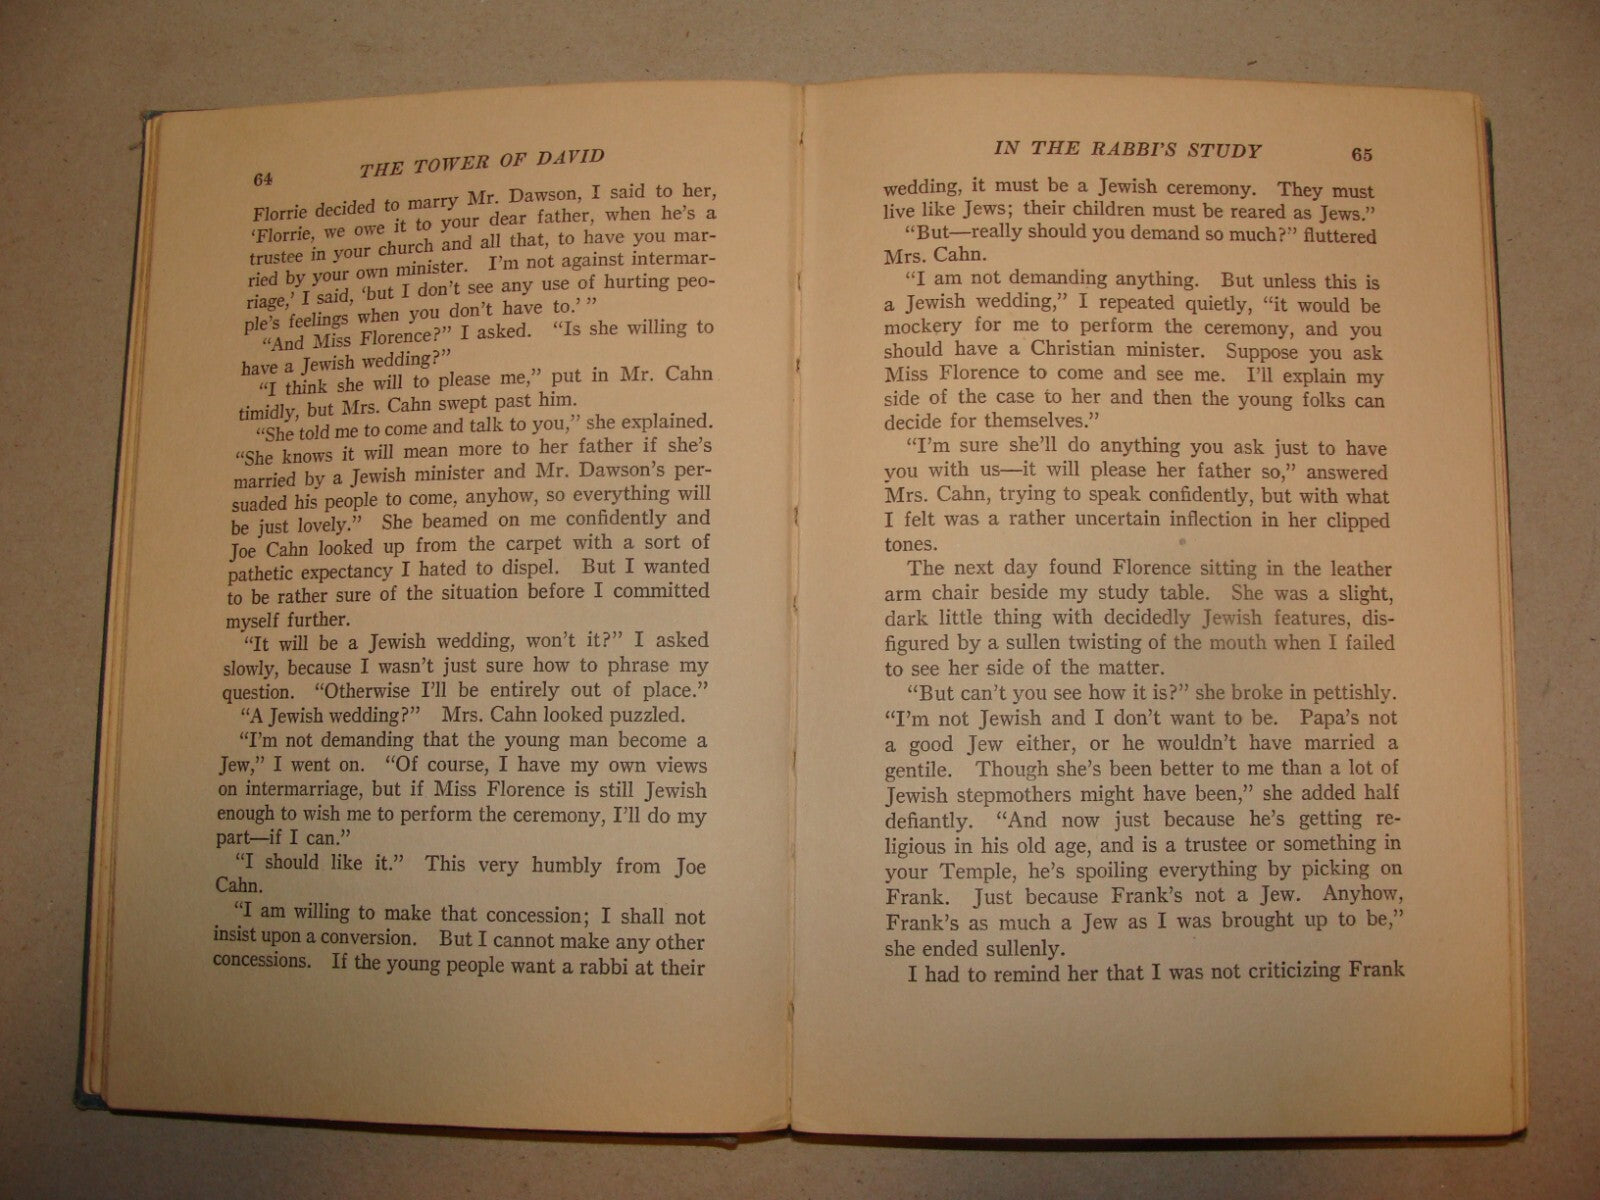 64
THE TOWER OF DAVID
Florrie decided to marry Mr. Dawson, I said to her,
‘Florrie, we owe it to your dear father, when he’s a
trustee in your church and all that, to have you mar-
ried by your own minister. I’m not against intermar-
riage,’ I said, ‘but I don’t see any use of hurting peo-
ple’s feelings when you don’t have to.’ ”
“And Miss Florence?” I asked. “Is she willing to
have a Jewish wedding?”
“I think she will to please me,” put in Mr. Cahn
timidly, but Mrs. Cahn swept past him.
“She told me to come and talk to you,” she explained.
“She knows it will mean more to her father if she’s
married by a Jewish minister and Mr. Dawson’s per-
suaded his people to come, anyhow, so everything will
be just lovely.” She beamed on me confidently and
Joe Cahn looked up from the carpet with a sort of
pathetic expectancy I hated to dispel. But I wanted
to be rather sure of the situation before I committed
myself further.
“It will be a Jewish wedding, won’t it?” I asked
slowly, because I wasn’t just sure how to phrase my
question. “Otherwise I’ll be entirely out of place.”
“A Jewish wedding?” Mrs. Cahn looked puzzled.
“I’m not demanding that the young man become a
Jew,” I went on. “Of course, I have my own views
on intermarriage, but if Miss Florence is still Jewish
enough to wish me to perform the ceremony, I’ll do my
part—if I can.”
“I should like it.” This very humbly from Joe
Cahn.
“I am willing to make that concession; I shall not
insist upon a conversion. But I cannot make any other
concessions. If the young people want a rabbi at their
IN THE RABBI’S STUDY
65
wedding, it must be a Jewish ceremony. They must
live like Jews; their children must be reared as Jews.”
“But—really should you demand so much?” fluttered
Mrs. Cahn.
“I am not demanding anything. But unless this is
a Jewish wedding,” I repeated quietly, “it would be
mockery for me to perform the ceremony, and you
should have a Christian minister. Suppose you ask
Miss Florence to come and see me. I’ll explain my
side of the case to her and then the young folks can
decide for themselves.”
“I’m sure she’ll do anything you ask just to have
you with us—it will please her father so,” answered
Mrs. Cahn, trying to speak confidently, but with what
I felt was a rather uncertain inflection in her clipped
tones.
The next day found Florence sitting in the leather
arm chair beside my study table. She was a slight,
dark little thing with decidedly Jewish features, dis-
figured by a sullen twisting of the mouth when I failed
to see her side of the matter.
“But can’t you see how it is?” she broke in pettishly.
“I’m not Jewish and I don’t want to be. Papa’s not
a good Jew either, or he wouldn’t have married a
gentile. Though she’s been better to me than a lot of
Jewish stepmothers might have been,” she added half
defiantly. “And now just because he’s getting re-
ligious in his old age, and is a trustee or something in
your Temple, he’s spoiling everything by picking on
Frank. Just because Frank’s not a Jew. Anyhow,
Frank’s as much a Jew as I was brought up to be,”
she ended sullenly.
I had to remind her that I was not criticizing Frank